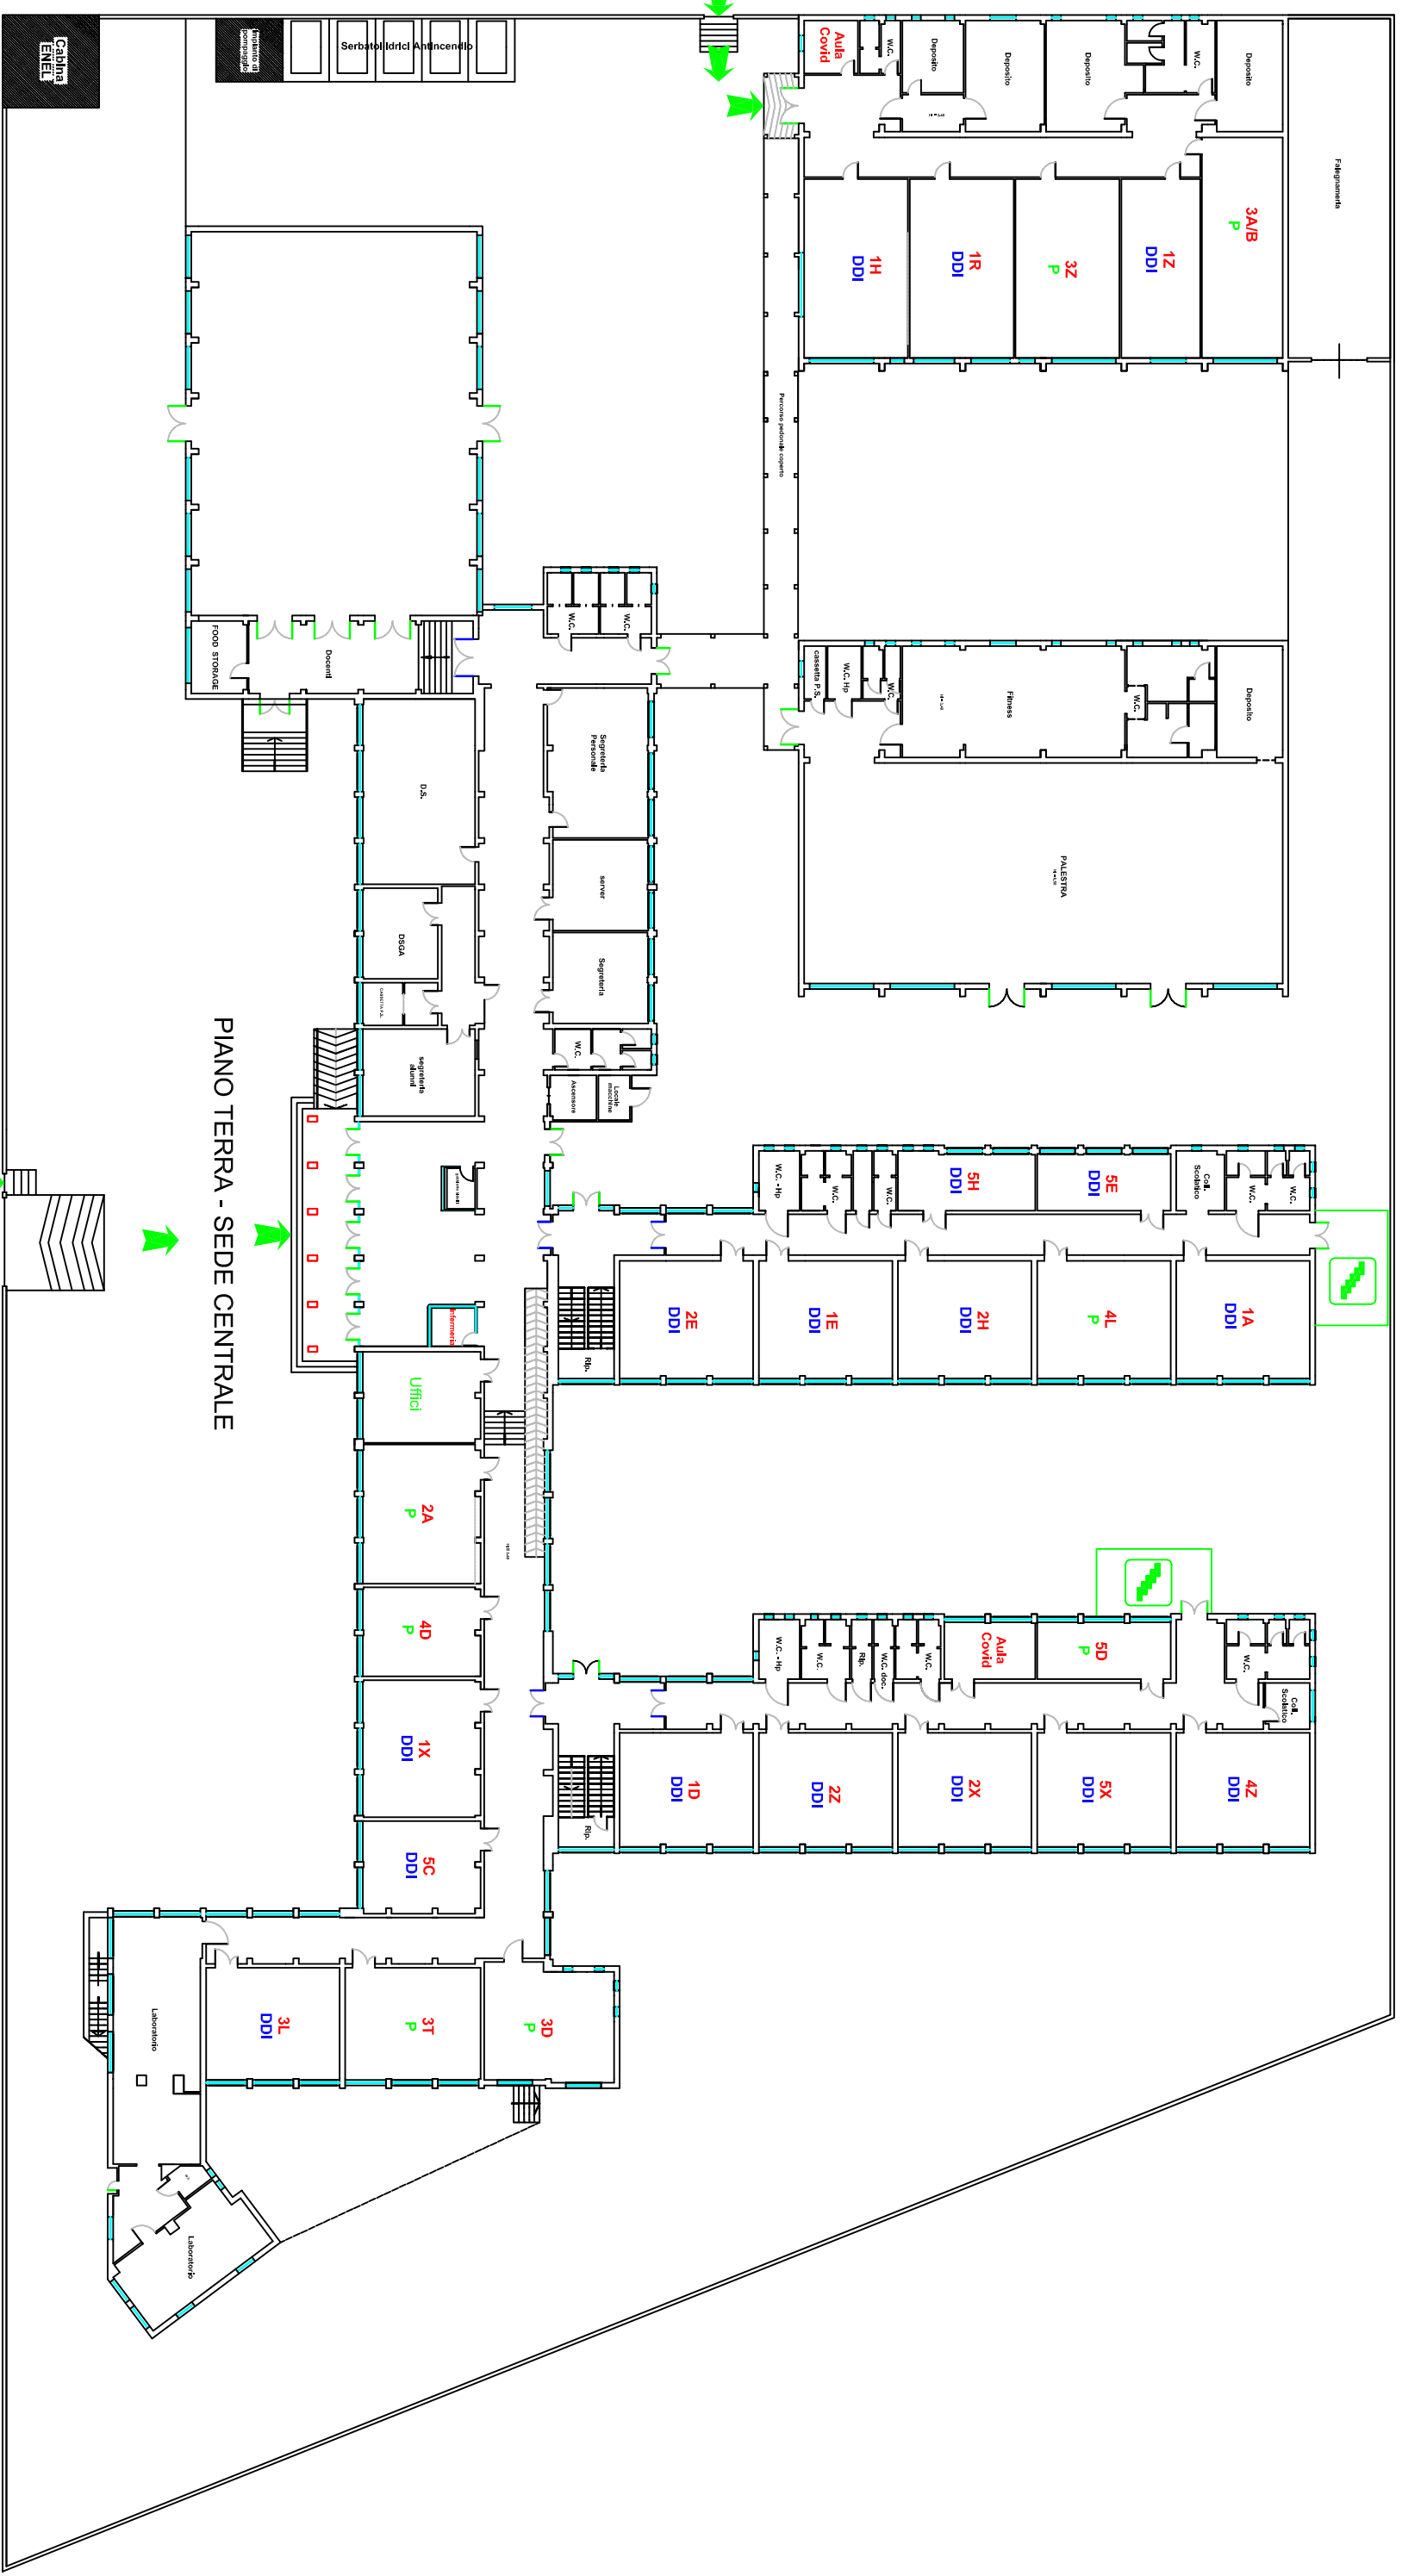 Cabina
ENEL
Impianto di
pompaggio
Serbatoi Idrici Antincendio
Aula
Covid
W.C.
Deposito
Deposito
Deposito
W.C.
Deposito
Falegnameria
1H
DDI
1R
DDI
3Z
P
1Z
DDI
3A/B
P
Percorso pedonale coperto
W.C.
W.C.
FOOD STORAGE
Docenti
cassetta P.S.
W.C. Hp
W.C.
Fitness
W.C.
Deposito
PALESTRA
D.S.
Segreteria
Personale
server
Segreteria
DSGA
CASSETTA P.S.
segreteria
alunni
W.C.
Ascensore
Locale
macchine
PIANO TERRA - SEDE CENTRALE
Infermeria
Uffici
W.C. - Hp
W.C.
W.C.
5H
DDI
5E
DDI
Coll.
Scolatico
W.C.
W.C.
2E
DDI
1E
DDI
2H
DDI
4L
P
1A
DDI
Rip.
2A
P
4D
P
1X
DDI
5C
DDI
W.C. - Hp
W.C.
Rip.
W.C. doc.
W.C.
Aula
Covid
5D
P
W.C.
Coll.
Scolatico
1D
DDI
2Z
DDI
2X
DDI
5X
DDI
4Z
DDI
Rip.
Laboratorio
3L
DDI
3T
P
3D
P
Laboratorio